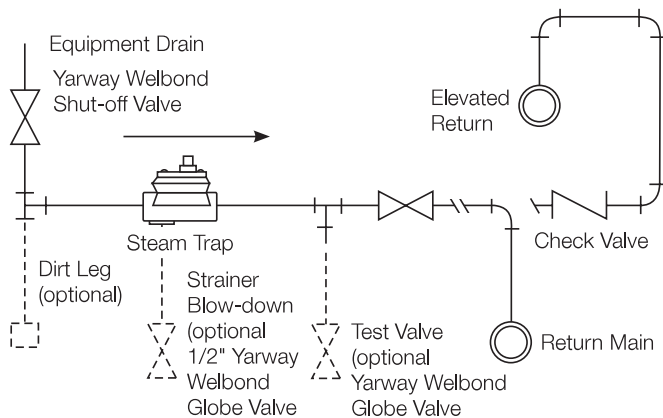 Equipment Drain
Yarway Welbond
Shut-off Valve
Elevated
Return
Steam Trap
Check Valve
Dirt Leg
(optional)
Strainer
Blow-down
(optional
1/2" Yarway
Welbond
Globe Valve
Test Valve
(optional
Yarway Welbond
Globe Valve
Return Main